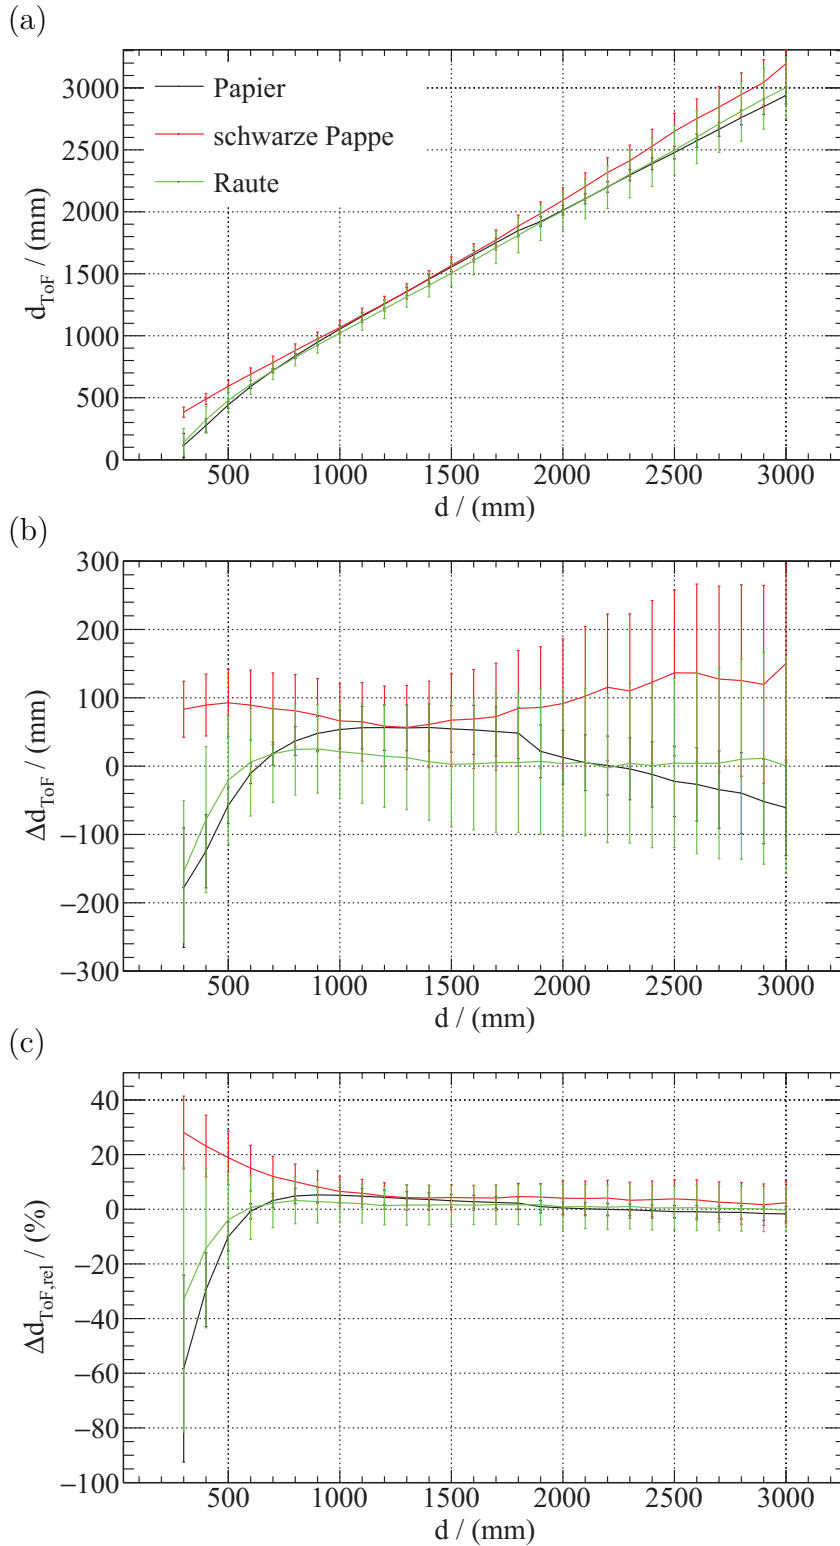 (a)
3000
2500
2000
1500
1000
500
0
d_ToF / (mm)
Papier
schwarze Pappe
Raute
500 1000 1500 2000 2500 3000
d / (mm)
(b)
300
200
100
0
−100
−200
−300
Δd_ToF / (mm)
500 1000 1500 2000 2500 3000
d / (mm)
(c)
40
20
0
−20
−40
−60
−80
−100
Δd_ToF,rel / (%)
500 1000 1500 2000 2500 3000
d / (mm)